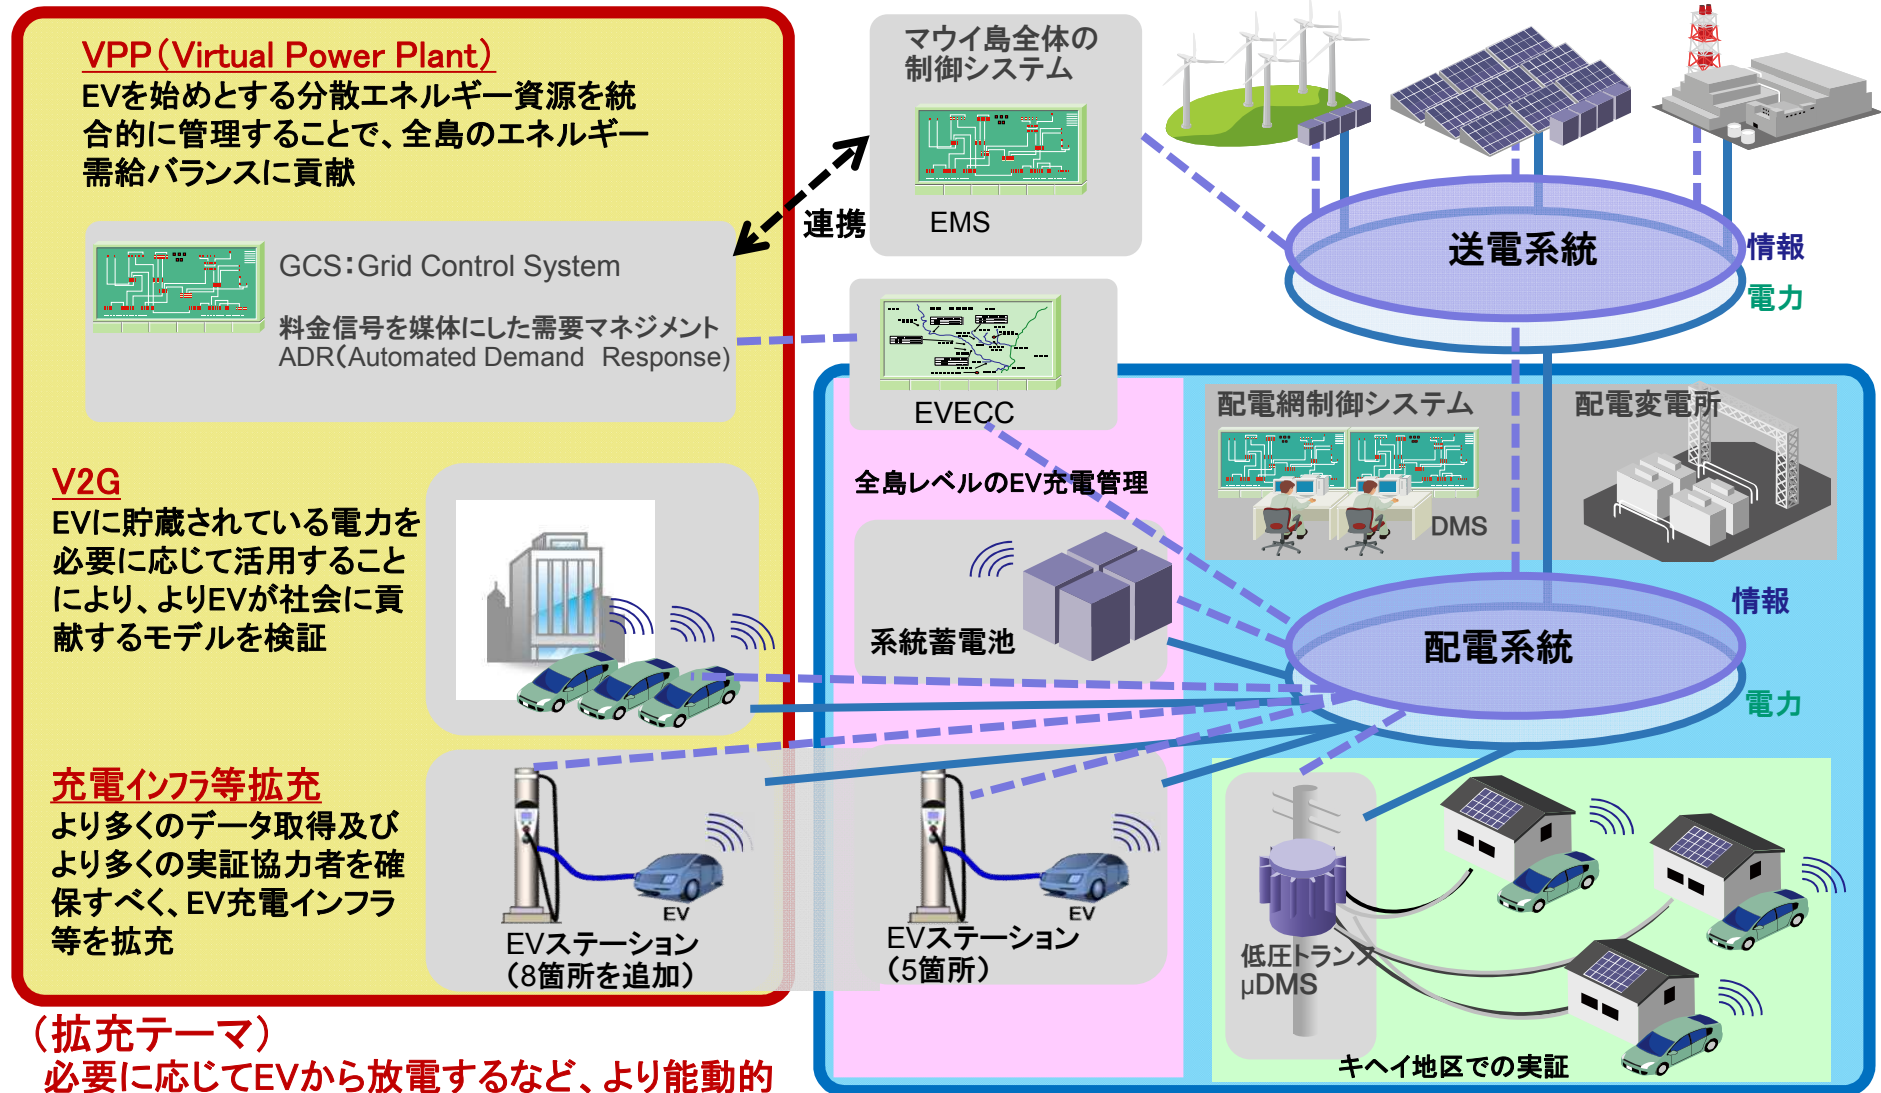 VPP(Virtual Power Plant)
EVを始めとする分散エネルギー資源を統
合的に管理することで、全島のエネルギー
需給バランスに貢献
GCS：Grid Control System
料金信号を媒体にした需要マネジメント
ADR(Automated Demand Response)
V2G
EVに貯蔵されている電力を
必要に応じて活用すること
により、よりEVが社会に貢
献するモデルを検証
充電インフラ等拡充
より多くのデータ取得及び
より多くの実証協力者を確
保すべく、EV充電インフラ
等を拡充
EV
EVステーション
（8箇所を追加）
（拡充テーマ）
必要に応じてEVから放電するなど、より能動的
連携
マウイ島全体の
制御システム
EMS
EVECC
全島レベルのEV充電管理
系統蓄電池
EV
EVステーション
（5箇所）
送電系統
情報
電力
配電網制御システム
DMS
配電変電所
配電系統
情報
電力
低圧トランス
μDMS
キヘイ地区での実証